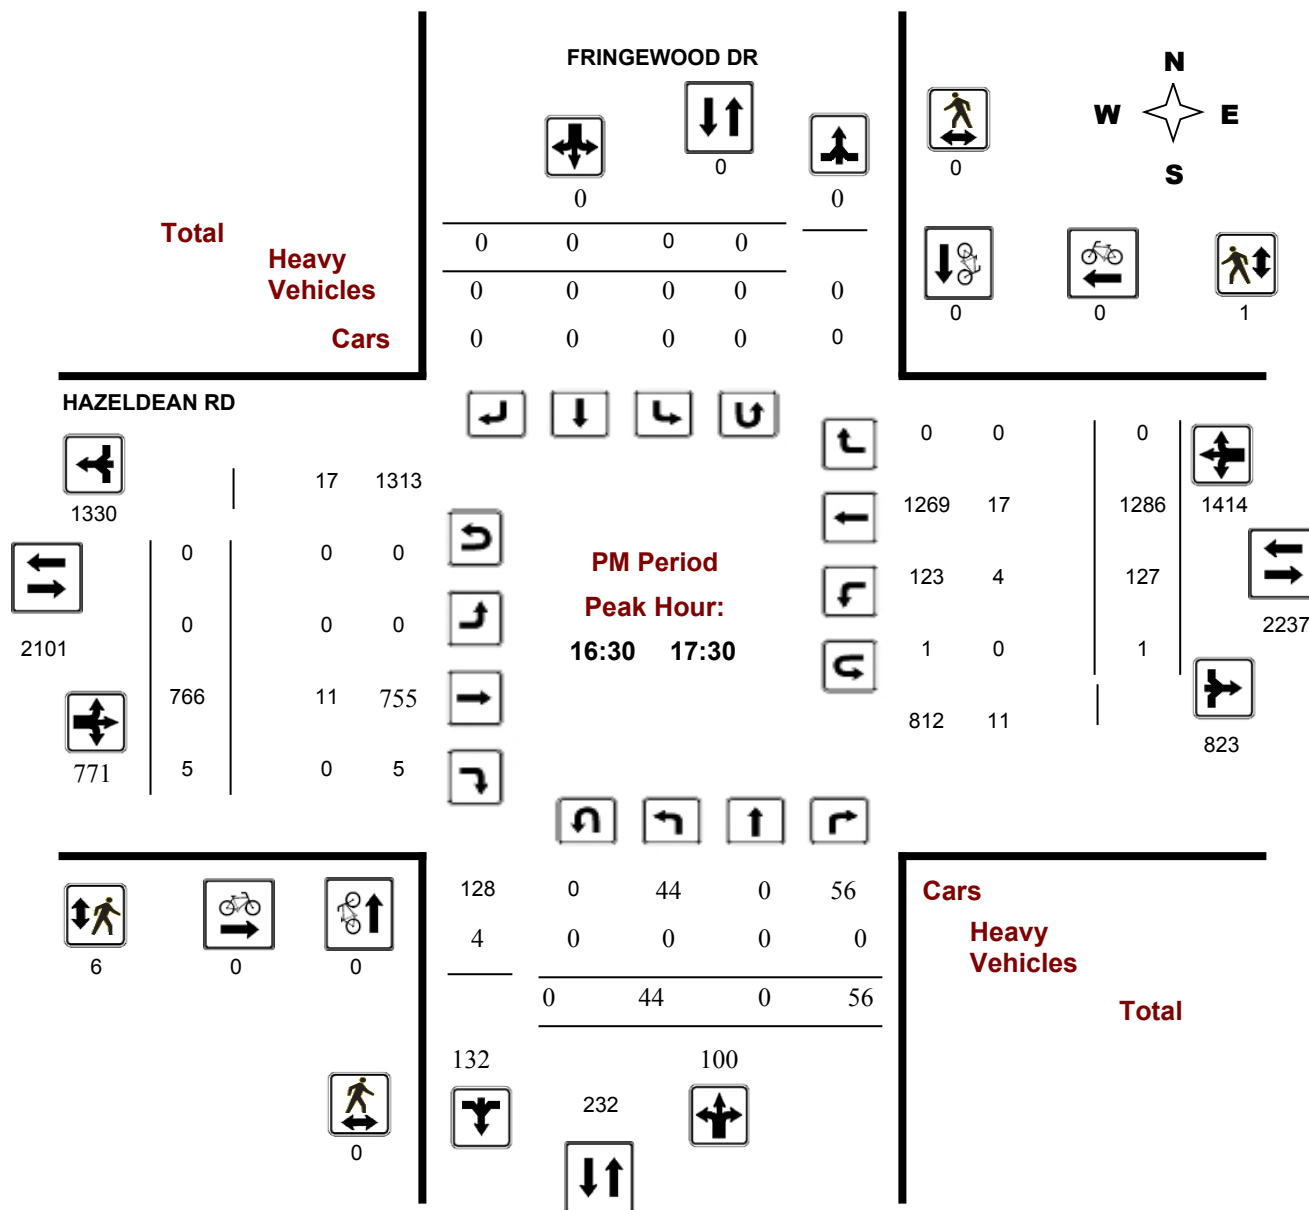 FRINGEWOOD DR
N
W E
S
0
0
0
0 0
Total
0 0 0 0
Heavy
Vehicles
0 0 0 0 0
0 0 1
Cars
0 0 0 0 0
HAZELDEAN RD
0 0 0
17 1313
1330
1269 17 1286 1414
0 0 0
PM Period
123 4 127
Peak Hour:
0 0 0
2101
2237
16:30 17:30
1 0 1
766 11 755
812 11
823
771 5 0 5
128 0 44 0 56
Cars
4 0 0 0 0
Heavy
Vehicles
6 0 0
0 44 0 56
Total
132 100
232
0